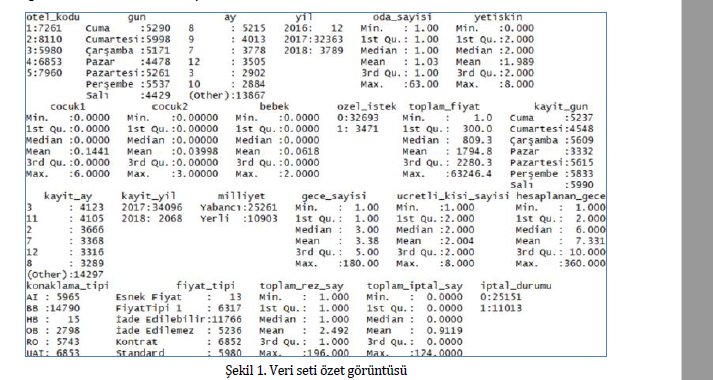 otel_kodu gun ay yil oda_sayisi yetiskin
1:7261 Cuma :5290 8 : 5215 2016: 12 Min. : 1.00 Min. :0.000
2:8110 Cumartesi:5998 9 : 4013 2017:32363 1st Qu.: 1.00 1st Qu.:2.000
3:5980 Çarşamba :5171 7 : 3778 2018: 3789 Median : 1.00 Median :2.000
4:6853 Pazar :4478 12 : 3505 Mean : 1.03 Mean :1.989
5:7960 Pazartesi:5261 3 : 2902 3rd Qu.: 1.00 3rd Qu.:2.000
Perşembe :5537 10 : 2884 Max. :63.00 Max. :8.000
Salı :4429 (Other):13867
cocuk1 cocuk2 bebek ozel_istek toplam_fiyat kayit_gun
Min. :0.0000 Min. :0.00000 Min. :0.0000 0:32693 Min. : 1.0 Cuma :5237
1st Qu.:0.0000 1st Qu.:0.00000 1st Qu.:0.0000 1: 3471 1st Qu.: 300.0 Cumartesi:4548
Median :0.0000 Median :0.00000 Median :0.0000 Median : 809.3 Çarşamba :5609
Mean :0.1441 Mean :0.03998 Mean :0.0618 Mean : 1794.8 Pazar :3332
3rd Qu.:0.0000 3rd Qu.:0.00000 3rd Qu.:0.0000 3rd Qu.: 2280.3 Pazartesi:5615
Max. :6.0000 Max. :3.00000 Max. :2.0000 Max. :63246.4 Perşembe :5833
Salı :5990
kayit_ay kayit_yil milliyet gece_sayisi ucretli_kisi_sayisi hesaplanan_gece
3 : 4123 2017:34096 Yabancı:25261 Min. : 1.00 Min. :1.000 Min. : 1.000
11 : 4105 2018: 2068 Yerli :10903 1st Qu.: 1.00 1st Qu.:2.000 1st Qu.: 2.000
2 : 3666 Median : 3.00 Median :2.000 Median : 6.000
7 : 3368 Mean : 3.38 Mean :2.004 Mean : 7.331
12 : 3316 3rd Qu.: 5.00 3rd Qu.:2.000 3rd Qu.: 10.000
8 : 3289 Max. :180.00 Max. :8.000 Max. :360.000
(Other):14297
konaklama_tipi fiyat_tipi toplam_rez_say toplam_iptal_say iptal_durumu
AI : 5965 Esnek Fiyat : 13 Min. : 1.000 Min. : 0.0000 0:25151
BB :14790 FiyatTipi 1 : 6317 1st Qu.: 1.000 1st Qu.: 0.0000 1:11013
HB : 15 İade Edilebilir:11766 Median : 1.000 Median : 0.0000
OB : 2798 İade Edilemez : 5236 Mean : 2.492 Mean : 0.9119
RO : 5743 Kontrat : 6852 3rd Qu.: 1.000 3rd Qu.: 0.0000
UAI: 6853 Standard : 5980 Max. :196.000 Max. :124.0000
Şekil 1. Veri seti özet görüntüsü